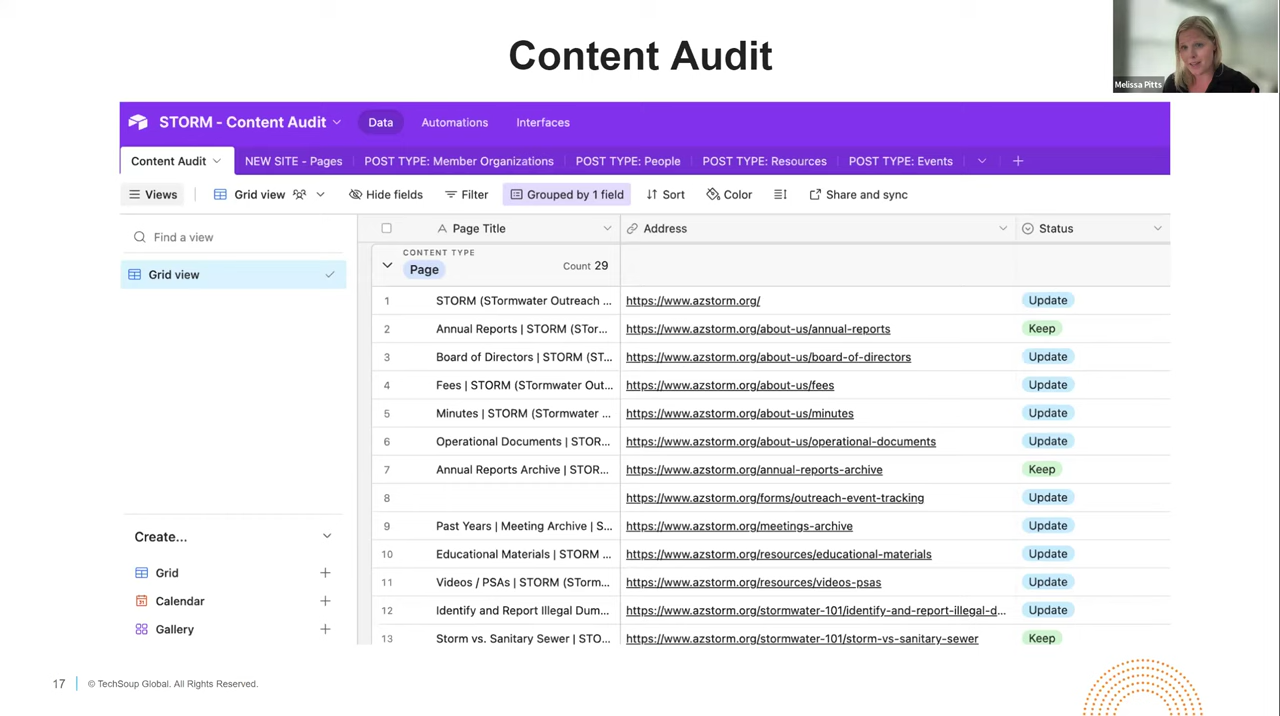 Content Audit
Melissa Pitts
STORM - Content Audit
Data
Automations
Interfaces
Content Audit
NEW SITE - Pages
POST TYPE: Member Organizations
POST TYPE: People
POST TYPE: Resources
POST TYPE: Events
Views
Grid view
Hide fields
Filter
Grouped by 1 field
Sort
Color
Share and sync
Find a view
Grid view
Create...
Grid
Calendar
Gallery
Page Title Address Status
CONTENT TYPE
Page Count 29
1 STORM (STormwater Outreach ... https://www.azstorm.org/ Update
2 Annual Reports | STORM (STor... https://www.azstorm.org/about-us/annual-reports Keep
3 Board of Directors | STORM (ST... https://www.azstorm.org/about-us/board-of-directors Update
4 Fees | STORM (STormwater Out... https://www.azstorm.org/about-us/fees Update
5 Minutes | STORM (STormwater ... https://www.azstorm.org/about-us/minutes Update
6 Operational Documents | STOR... https://www.azstorm.org/about-us/operational-documents Update
7 Annual Reports Archive | STOR... https://www.azstorm.org/annual-reports-archive Keep
8 https://www.azstorm.org/forms/outreach-event-tracking Update
9 Past Years | Meeting Archive | S... https://www.azstorm.org/meetings-archive Update
10 Educational Materials | STORM ... https://www.azstorm.org/resources/educational-materials Update
11 Videos / PSAs | STORM (STorm... https://www.azstorm.org/resources/videos-psas Update
12 Identify and Report Illegal Dum... https://www.azstorm.org/stormwater-101/identify-and-report-illegal-d... Update
13 Storm vs. Sanitary Sewer | STO... https://www.azstorm.org/stormwater-101/storm-vs-sanitary-sewer Keep
17 © TechSoup Global. All Rights Reserved.